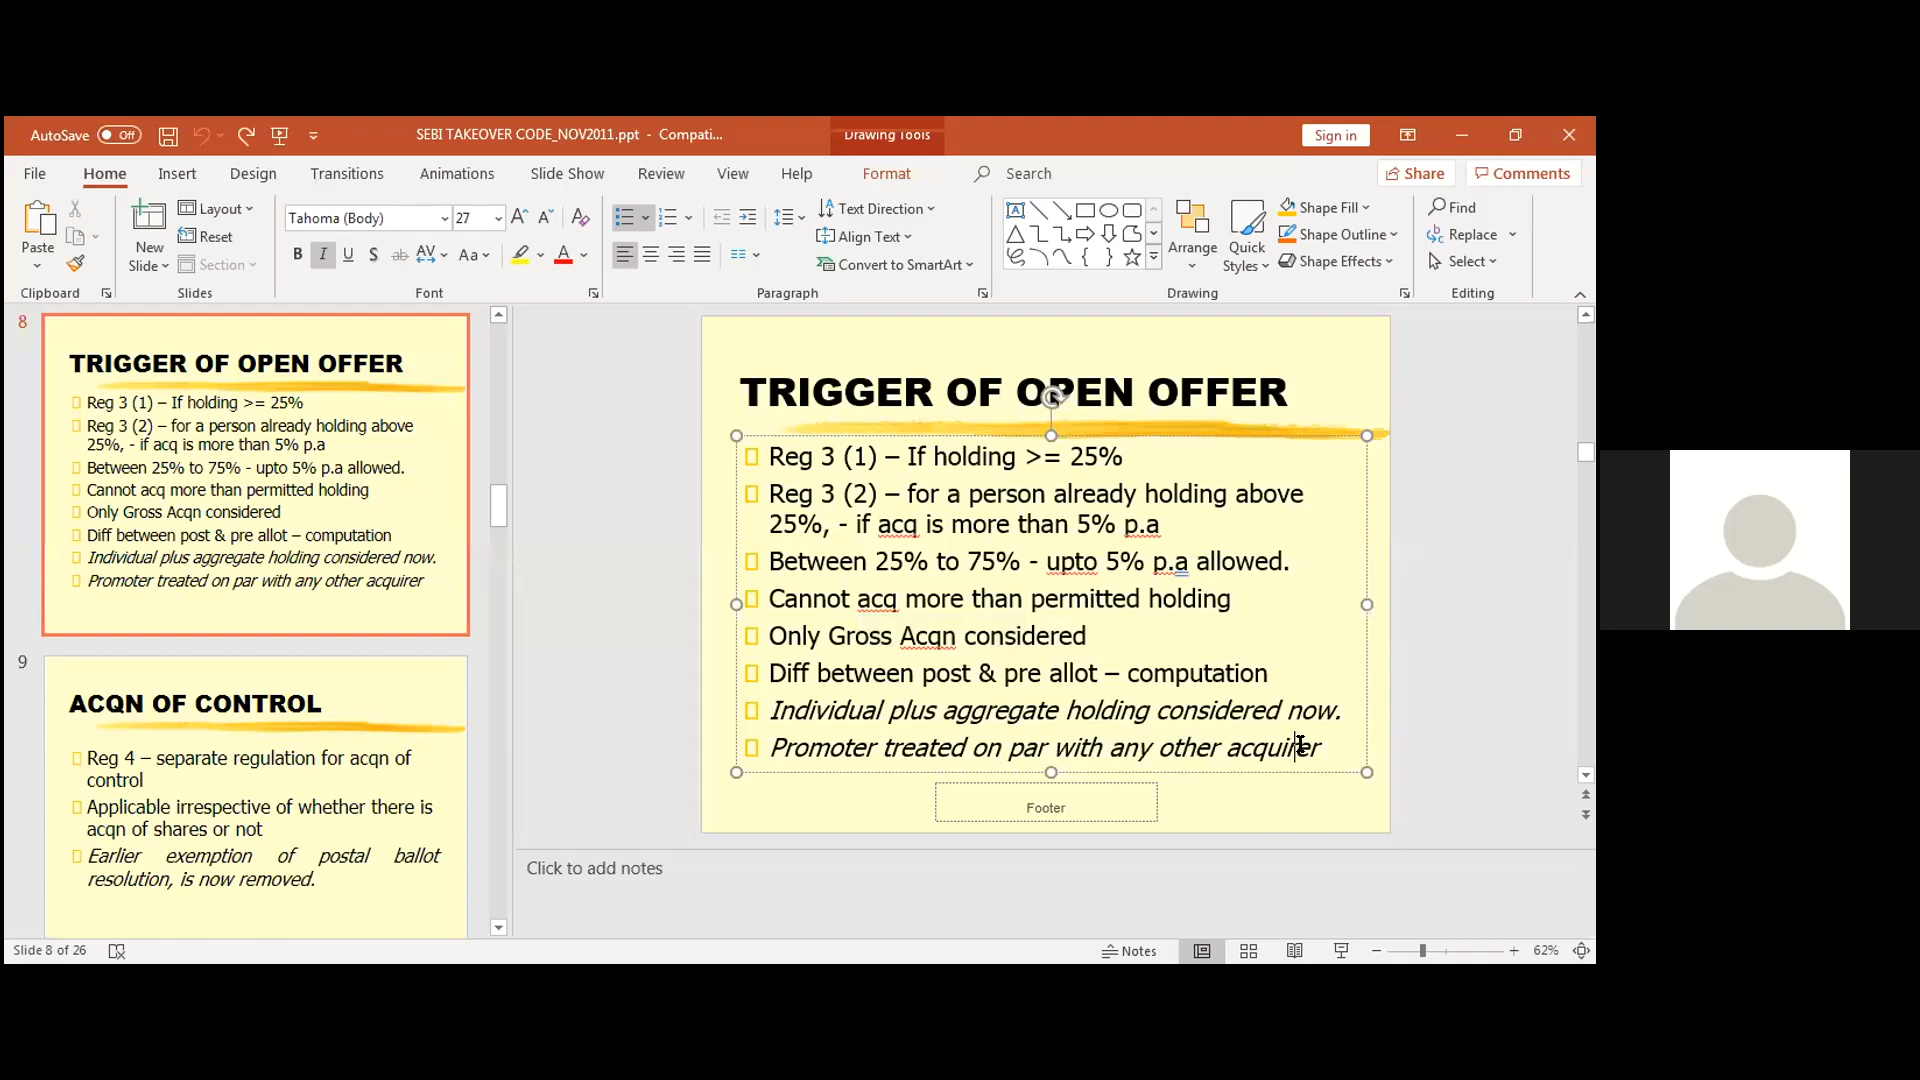 AutoSave Off
SEBI TAKEOVER CODE_NOV2011.ppt - Compati...
Drawing Tools
Sign in
File Home Insert Design Transitions Animations Slide Show Review View Help Format Search Share Comments
Paste
Clipboard
New Slide
Layout
Reset
Section
Slides
Tahoma (Body) 27
B I U S ab AV Aa A
Font
Text Direction
Align Text
Convert to SmartArt
Paragraph
Arrange
Quick Styles
Shape Fill
Shape Outline
Shape Effects
Drawing
Find
Replace
Select
Editing
8
TRIGGER OF OPEN OFFER
Reg 3 (1) – If holding >= 25%
Reg 3 (2) – for a person already holding above
25%, - if acq is more than 5% p.a
Between 25% to 75% - upto 5% p.a allowed.
Cannot acq more than permitted holding
Only Gross Acqn considered
Diff between post & pre allot – computation
Individual plus aggregate holding considered now.
Promoter treated on par with any other acquirer
9
ACQN OF CONTROL
Reg 4 – separate regulation for acqn of
control
Applicable irrespective of whether there is
acqn of shares or not
Earlier exemption of postal ballot
resolution, is now removed.
TRIGGER OF OPEN OFFER
Reg 3 (1) – If holding >= 25%
Reg 3 (2) – for a person already holding above
25%, - if acq is more than 5% p.a
Between 25% to 75% - upto 5% p.a allowed.
Cannot acq more than permitted holding
Only Gross Acqn considered
Diff between post & pre allot – computation
Individual plus aggregate holding considered now.
Promoter treated on par with any other acquirer
Footer
Click to add notes
Slide 8 of 26
Notes
62%